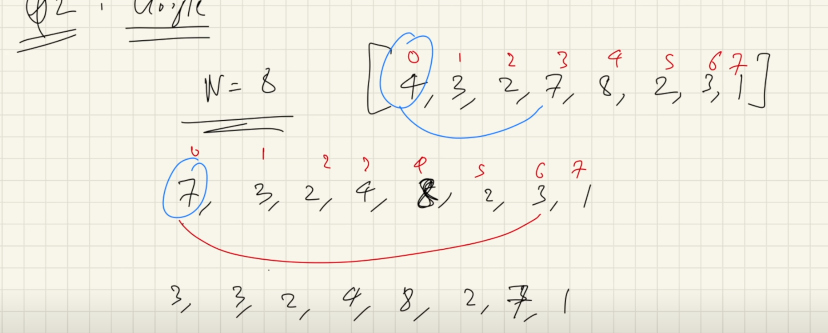 Q2 : Google
0 1 2 3 4 5 6 7
N = 8 [4, 3, 2, 7, 8, 2, 3, 1]
0 1 2 3 4 5 6 7
7, 3, 2, 4, 8, 2, 3, 1
3, 3, 2, 4, 8, 2, 7, 1